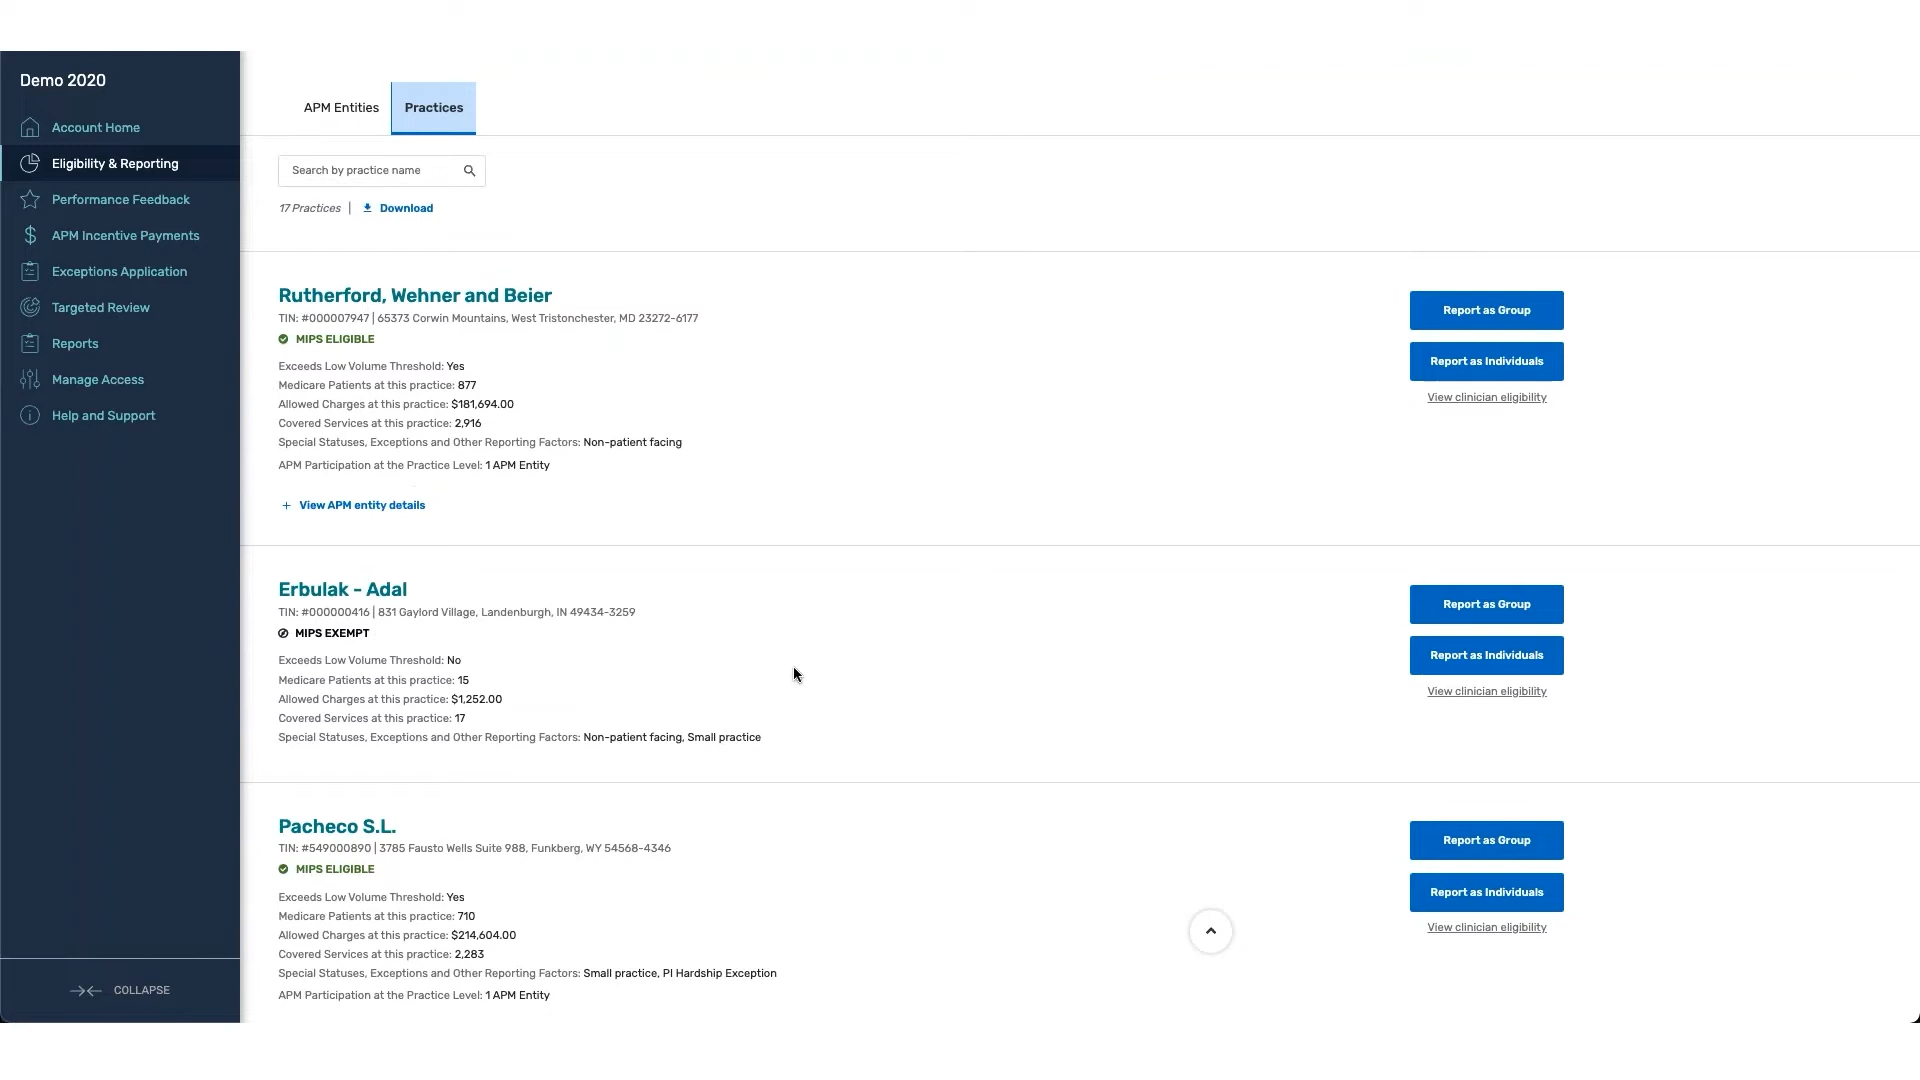 Demo 2020
Account Home
Eligibility & Reporting
Performance Feedback
APM Incentive Payments
Exceptions Application
Targeted Review
Reports
Manage Access
Help and Support
COLLAPSE
APM Entities
Practices
Search by practice name
17 Practices | Download
Rutherford, Wehner and Beier
TIN: #000007947 | 65373 Corwin Mountains, West Tristonchester, MD 23272-6177
MIPS ELIGIBLE
Exceeds Low Volume Threshold: Yes
Medicare Patients at this practice: 877
Allowed Charges at this practice: $181,694.00
Covered Services at this practice: 2,916
Special Statuses, Exceptions and Other Reporting Factors: Non-patient facing
APM Participation at the Practice Level: 1 APM Entity
+ View APM entity details
Report as Group
Report as Individuals
View clinician eligibility
Erbulak - Adal
TIN: #000000416 | 831 Gaylord Village, Landenburgh, IN 49434-3259
MIPS EXEMPT
Exceeds Low Volume Threshold: No
Medicare Patients at this practice: 15
Allowed Charges at this practice: $1,252.00
Covered Services at this practice: 17
Special Statuses, Exceptions and Other Reporting Factors: Non-patient facing, Small practice
Report as Group
Report as Individuals
View clinician eligibility
Pacheco S.L.
TIN: #549000890 | 3785 Fausto Wells Suite 988, Funkberg, WY 54568-4346
MIPS ELIGIBLE
Exceeds Low Volume Threshold: Yes
Medicare Patients at this practice: 710
Allowed Charges at this practice: $214,604.00
Covered Services at this practice: 2,283
Special Statuses, Exceptions and Other Reporting Factors: Small practice, PI Hardship Exception
APM Participation at the Practice Level: 1 APM Entity
Report as Group
Report as Individuals
View clinician eligibility